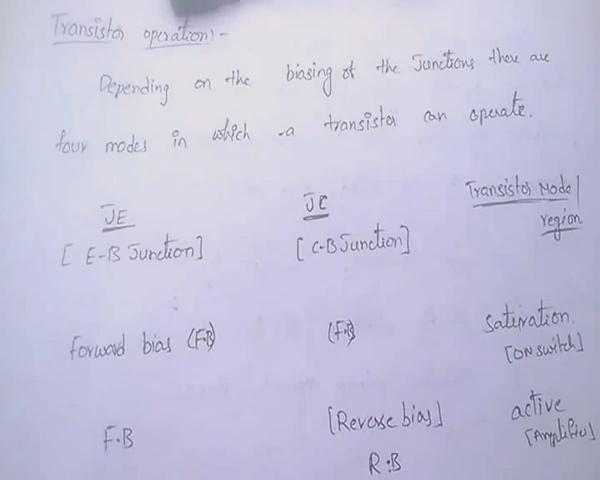 Transistor operation:-
Depending on the biasing of the Junctions there are
four modes in which a transistor can operate.
JE JC Transistor Mode/
[E-B Junction] [C-B Junction] region
forward bias (F.B) (F.B) Saturation.
[ON switch]
F.B [Reverse bias] active
R.B [Amplifier]